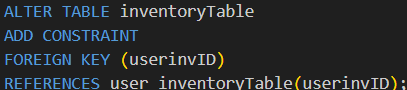 ALTER TABLE inventoryTable
ADD CONSTRAINT
FOREIGN KEY (userinvID)
REFERENCES user_inventoryTable(userinvID);